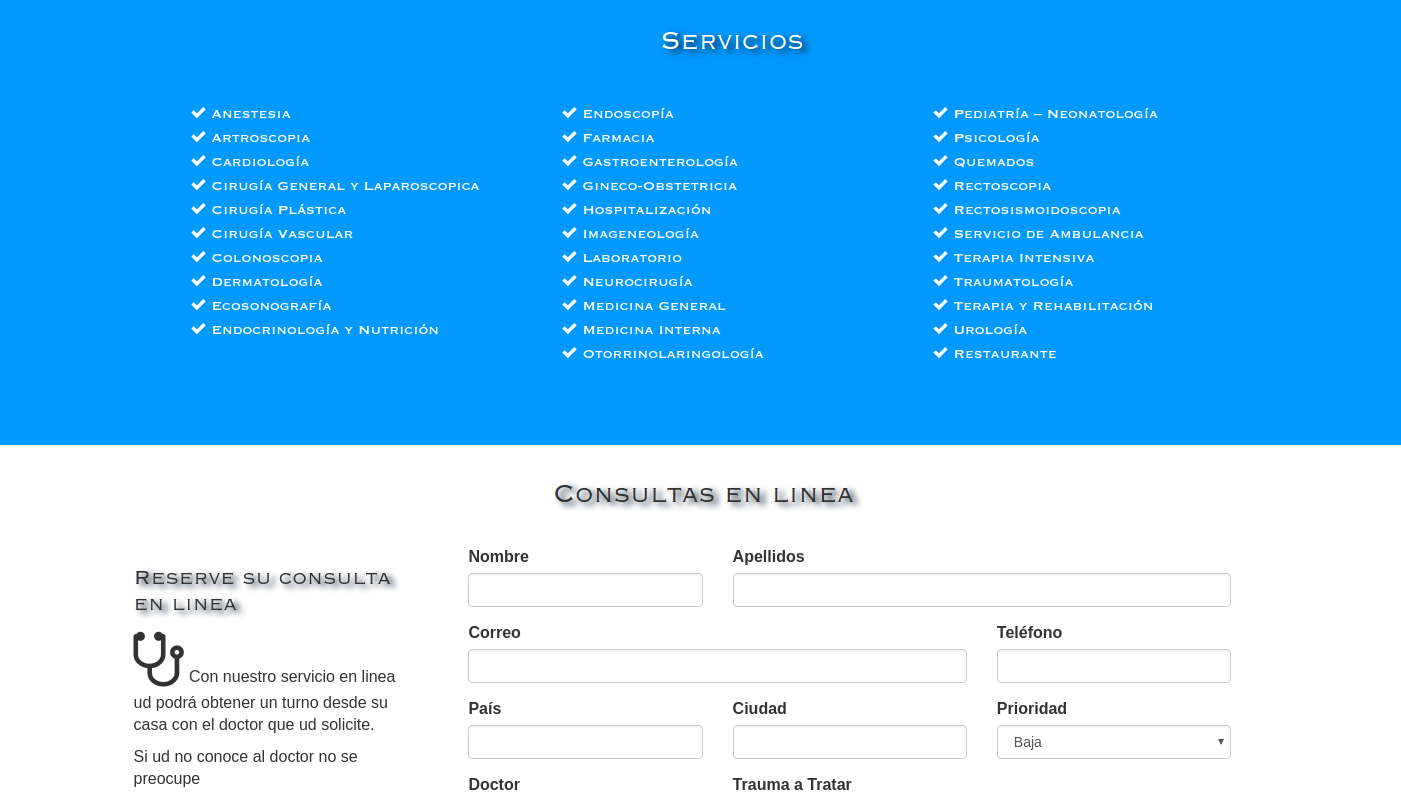 Servicios
Anestesia
Artroscopia
Cardiología
Cirugía General y Laparoscopica
Cirugía Plástica
Cirugía Vascular
Colonoscopia
Dermatología
Ecosonografía
Endocrinología y Nutrición
Endoscopía
Farmacia
Gastroenterología
Gineco-Obstetricia
Hospitalización
Imageneología
Laboratorio
Neurocirugía
Medicina General
Medicina Interna
Otorrinolaringología
Pediatría – Neonatología
Psicología
Quemados
Rectoscopia
Rectosismoidoscopia
Servicio de Ambulancia
Terapia Intensiva
Traumatología
Terapia y Rehabilitación
Urología
Restaurante
Consultas en linea
Reserve su consulta
en linea
Con nuestro servicio en linea
ud podrá obtener un turno desde su
casa con el doctor que ud solicite.
Si ud no conoce al doctor no se
preocupe
Nombre
Apellidos
Correo
Teléfono
País
Ciudad
Prioridad
Baja
Doctor
Trauma a Tratar